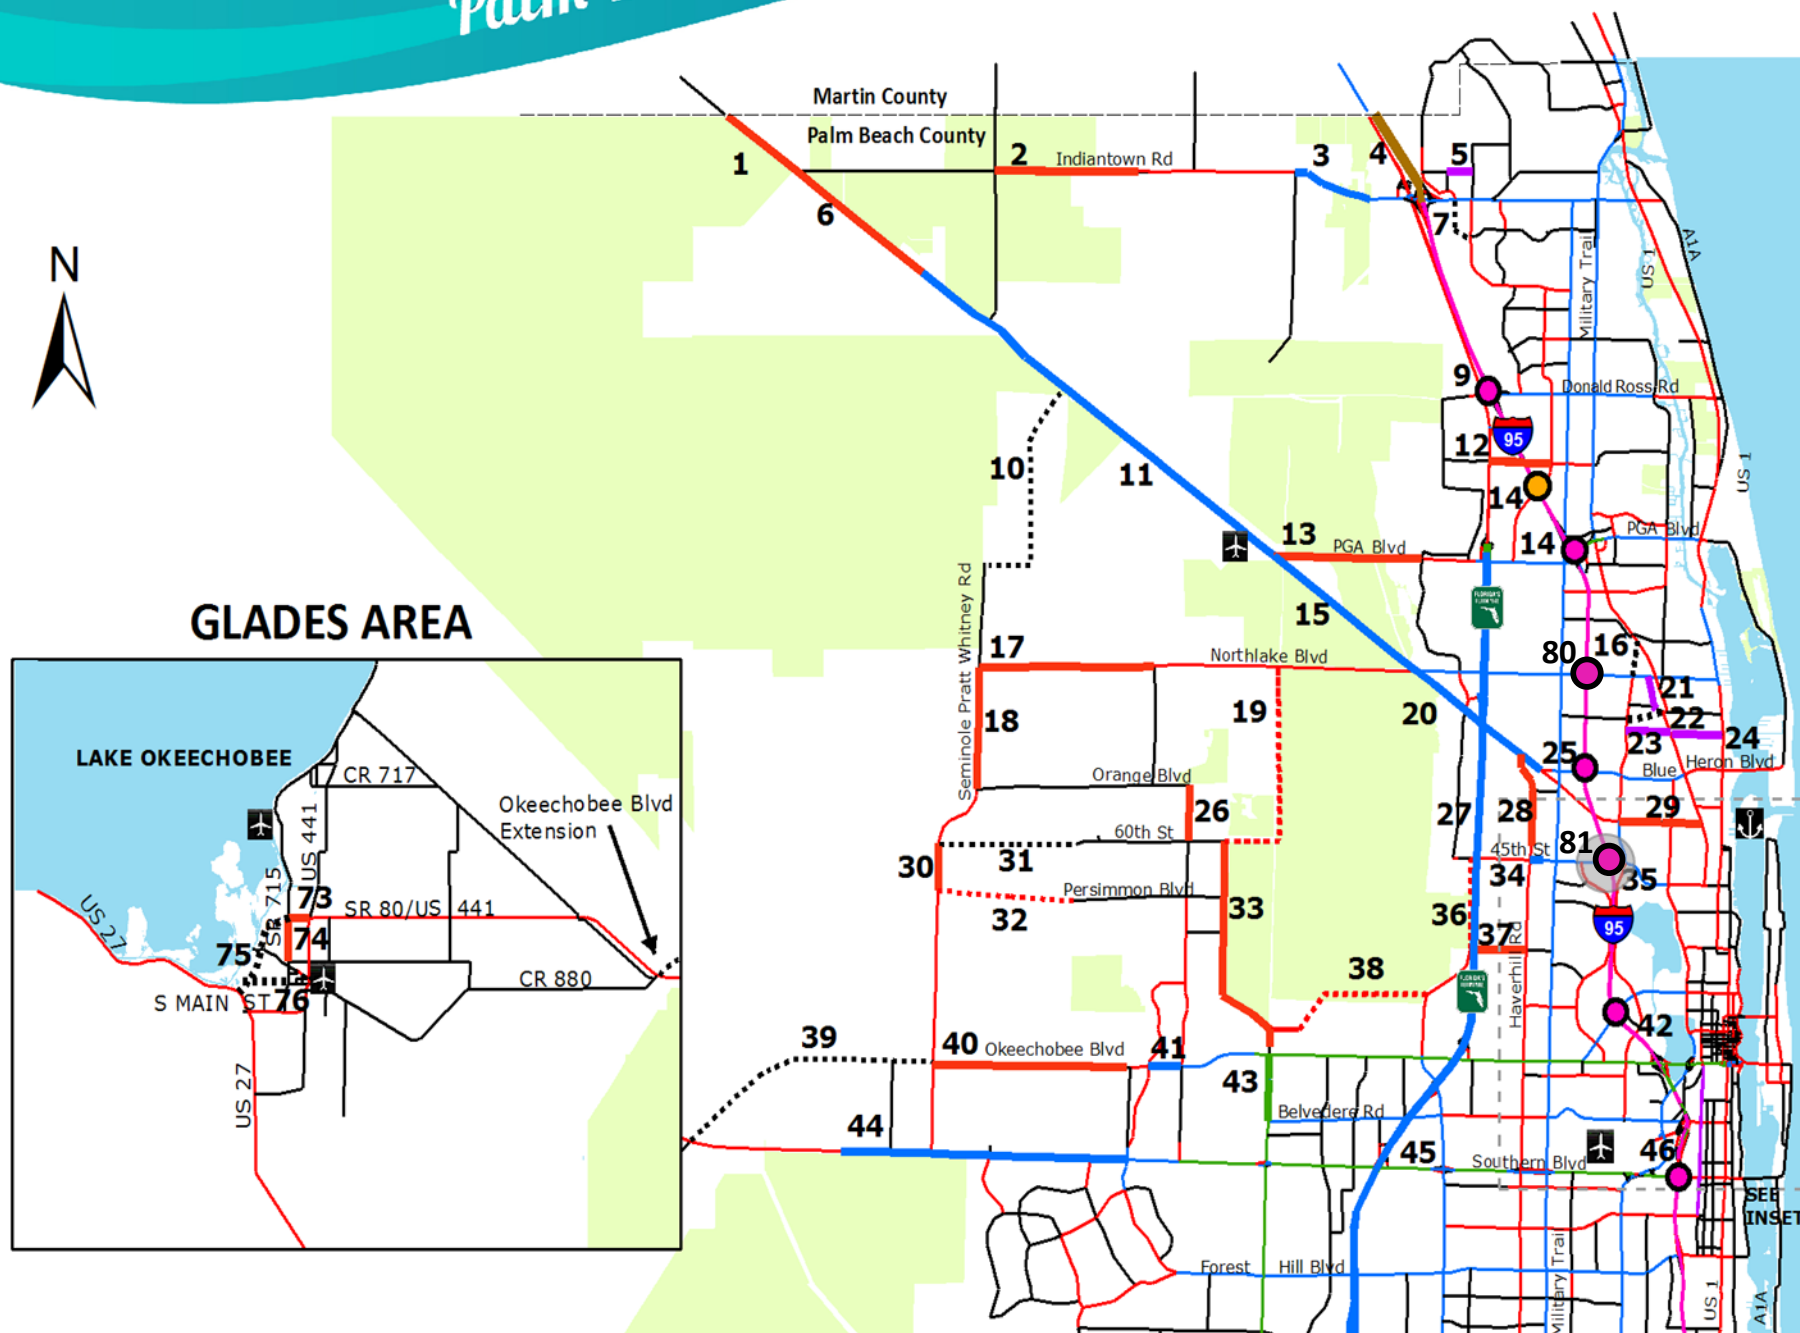 Palm
Martin County
Palm Beach County
1
2
Indiantown Rd
3
4
5
6
7
A1A
Military Trail
US 1
N
9
Donald Ross Rd
95
12
10
11
14
US 1
13
PGA Blvd
14
PGA Blvd
15
Seminole Pratt Whitney Rd
GLADES AREA
17
Northlake Blvd
80
16
18
19
20
21
22
23
24
25
Blue Heron Blvd
Orange Blvd
26
27
28
29
60th St
45th St
81
30
31
34
35
Persimmon Blvd
32
33
36
37
95
Haverhill Rd
38
42
39
40
Okeechobee Blvd
41
43
Belvedere Rd
44
45
Southern Blvd
46
SEE
INSET
Forest Hill Blvd
Military Trail
US 1
A1A
LAKE OKEECHOBEE
CR 717
Okeechobee Blvd
Extension
US 441
SR 715
73
SR 80/US 441
US 27
74
75
CR 880
S MAIN ST
76
US 27